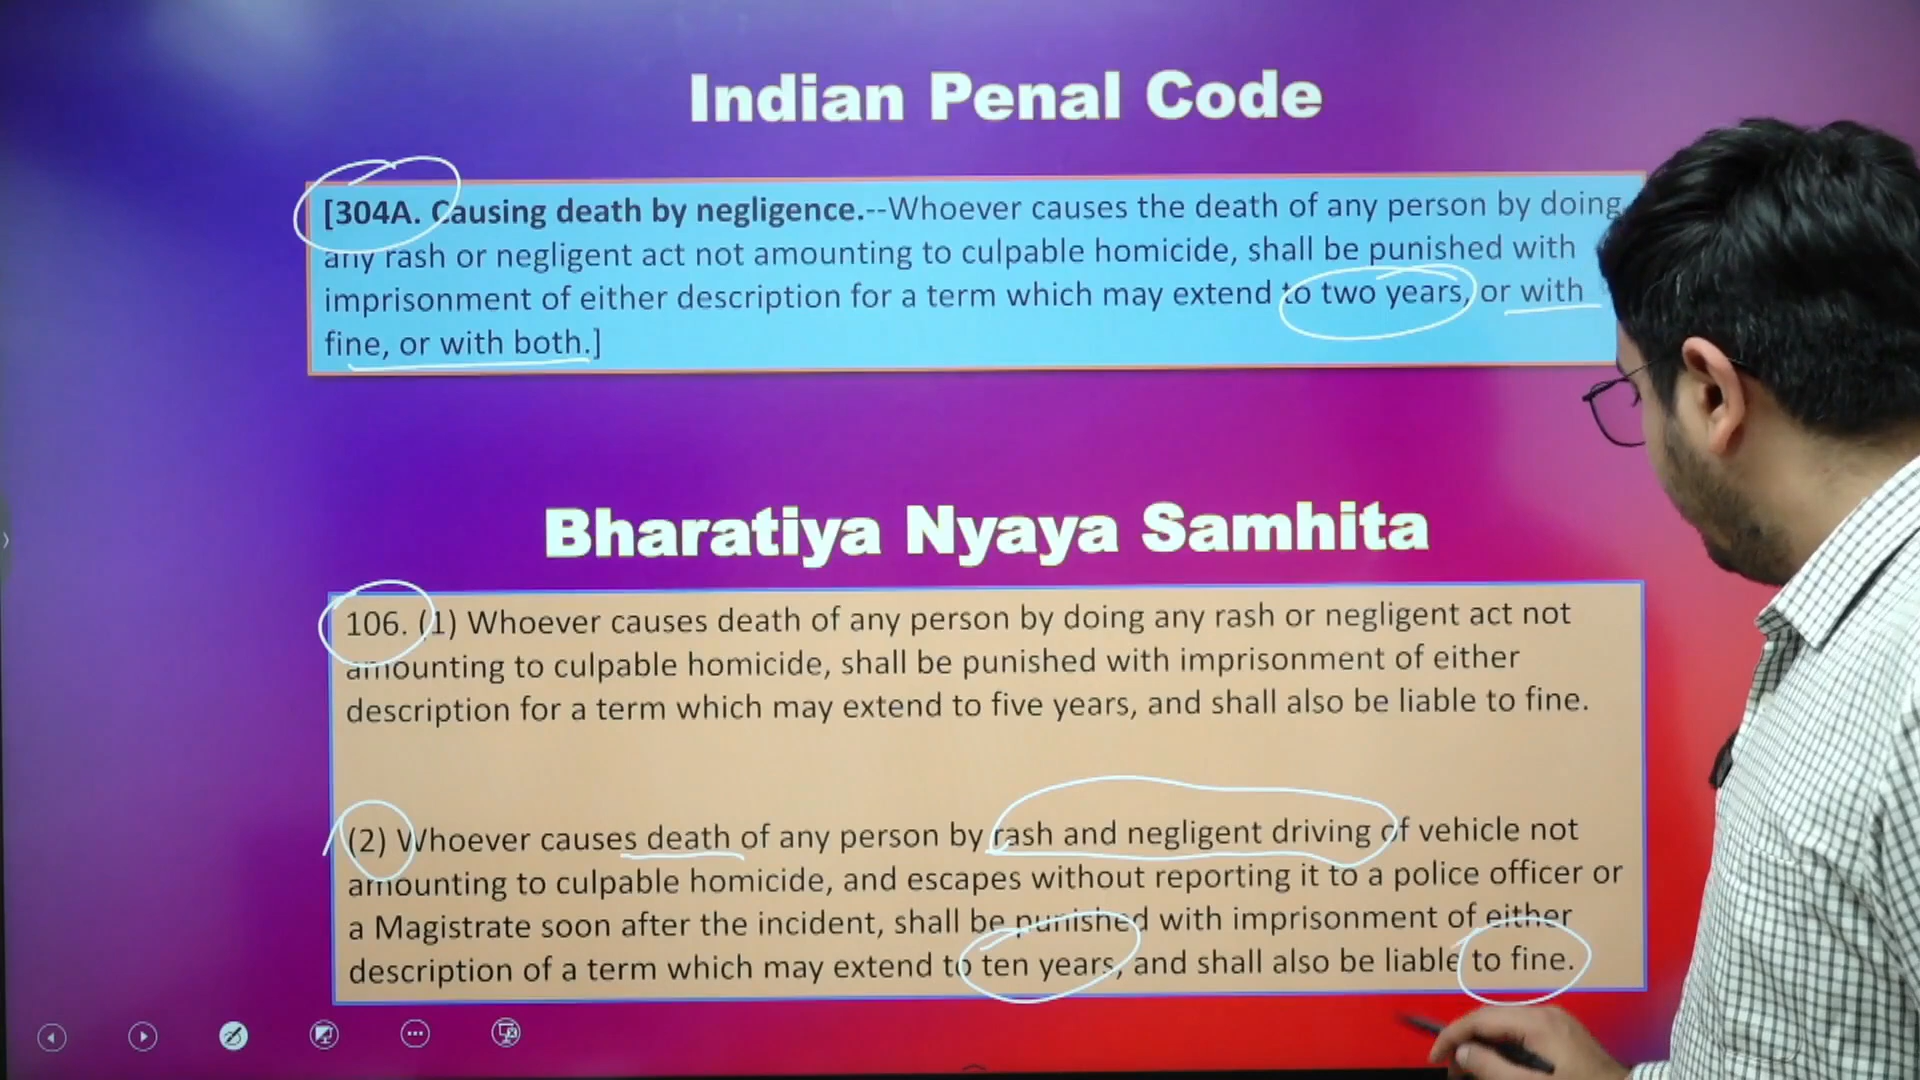 Indian Penal Code
[304A. Causing death by negligence.--Whoever causes the death of any person by doing
any rash or negligent act not amounting to culpable homicide, shall be punished with
imprisonment of either description for a term which may extend to two years, or with
fine, or with both.]
Bharatiya Nyaya Samhita
106. (1) Whoever causes death of any person by doing any rash or negligent act not
amounting to culpable homicide, shall be punished with imprisonment of either
description for a term which may extend to five years, and shall also be liable to fine.
(2) Whoever causes death of any person by rash and negligent driving of vehicle not
amounting to culpable homicide, and escapes without reporting it to a police officer or
a Magistrate soon after the incident, shall be punished with imprisonment of either
description of a term which may extend to ten years, and shall also be liable to fine.